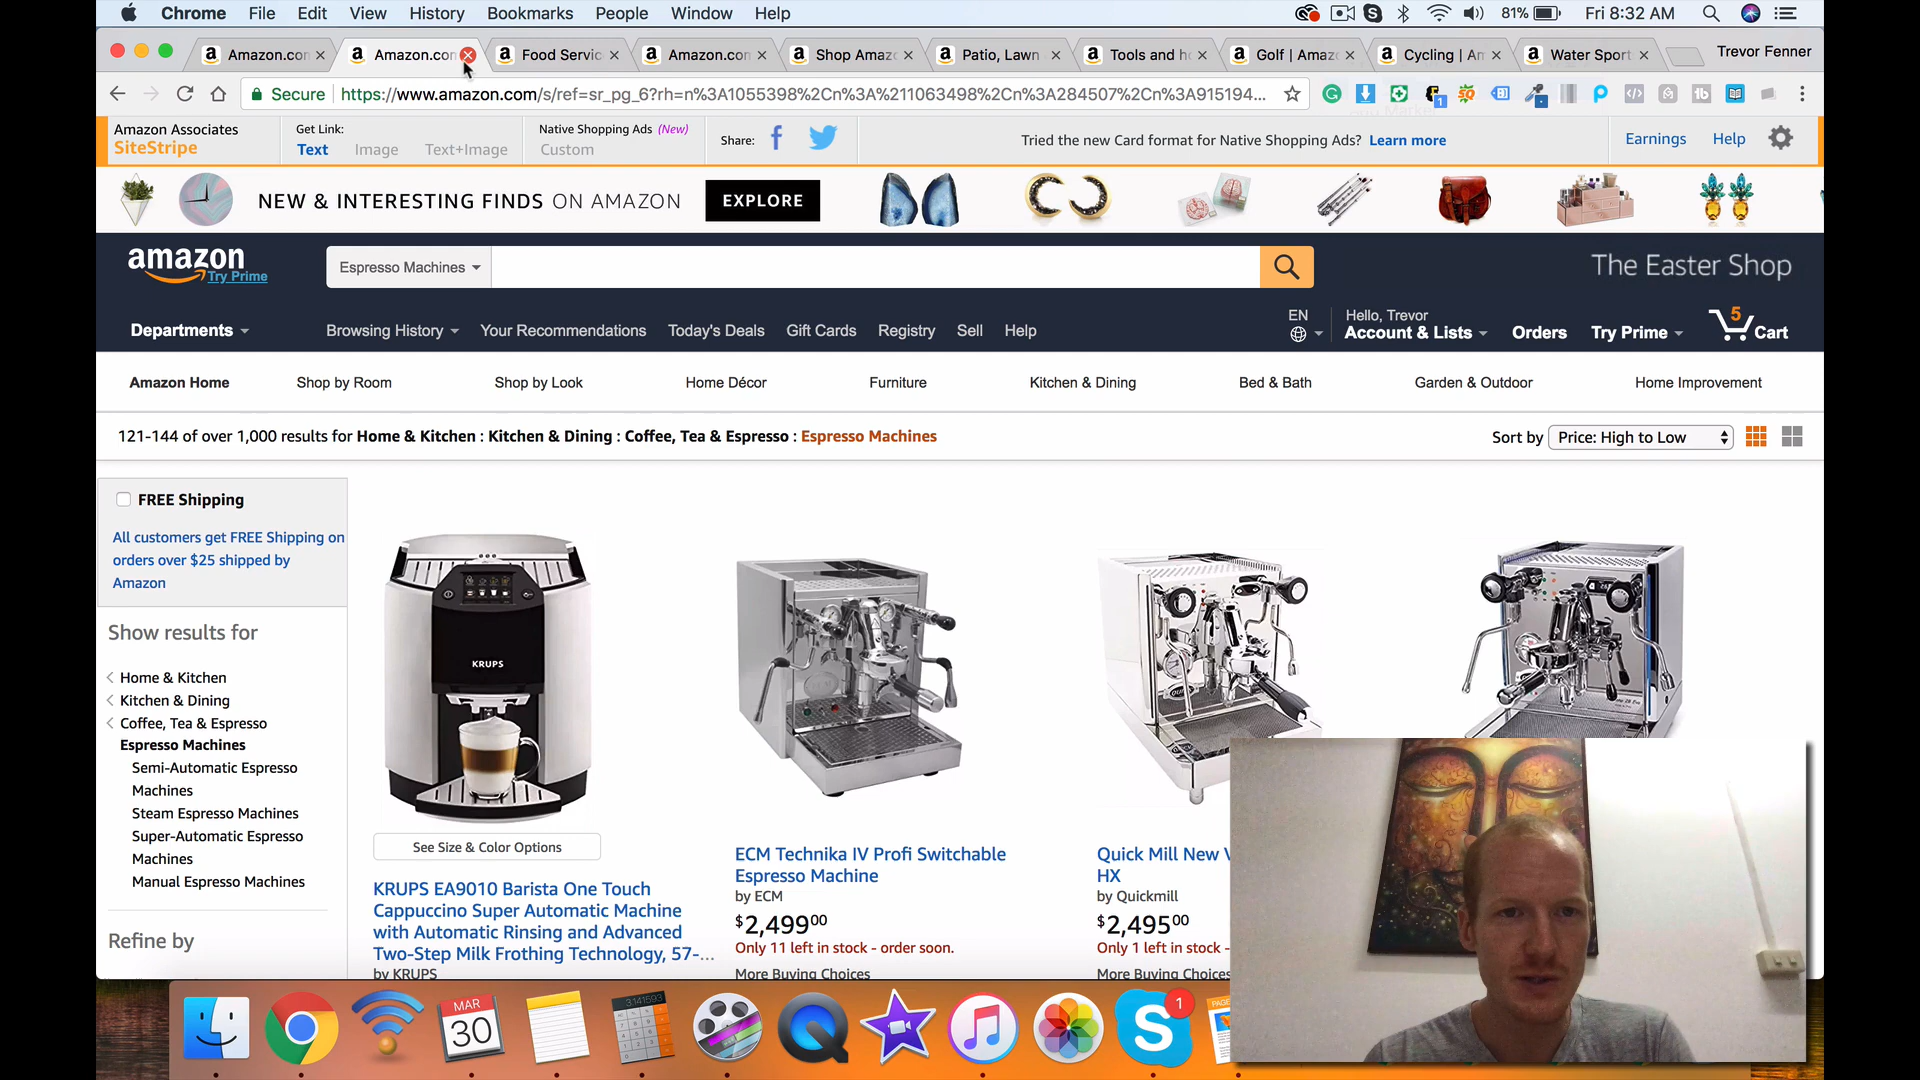 Chrome File Edit View History Bookmarks People Window Help 81% Fri 8:32 AM
Amazon.con Amazon.con Food Servic Amazon.con Shop Amaz Patio, Lawn Tools and ho Golf | Amaz Cycling | Am Water Sport Trevor Fenner
Secure https://www.amazon.com/s/ref=sr_pg_6?rh=n%3A1055398%2Cn%3A%211063498%2Cn%3A284507%2Cn%3A915194...
Amazon Associates
SiteStripe
Get Link:
Text Image Text+Image
Native Shopping Ads (New)
Custom
Share:
Tried the new Card format for Native Shopping Ads? Learn more
Earnings Help
NEW & INTERESTING FINDS ON AMAZON EXPLORE
amazon
Try Prime
Espresso Machines
The Easter Shop
Departments Browsing History Your Recommendations Today's Deals Gift Cards Registry Sell Help
EN
Hello, Trevor
Account & Lists Orders Try Prime 5 Cart
Amazon Home Shop by Room Shop by Look Home Décor Furniture Kitchen & Dining Bed & Bath Garden & Outdoor Home Improvement
121-144 of over 1,000 results for Home & Kitchen : Kitchen & Dining : Coffee, Tea & Espresso : Espresso Machines
Sort by Price: High to Low
FREE Shipping
All customers get FREE Shipping on
orders over $25 shipped by
Amazon
Show results for
Home & Kitchen
Kitchen & Dining
Coffee, Tea & Espresso
Espresso Machines
Semi-Automatic Espresso
Machines
Steam Espresso Machines
Super-Automatic Espresso
Machines
Manual Espresso Machines
Refine by
KRUPS
See Size & Color Options
KRUPS EA9010 Barista One Touch
Cappuccino Super Automatic Machine
with Automatic Rinsing and Advanced
Two-Step Milk Frothing Technology, 57-...
by KRUPS
ECM Technika IV Profi Switchable
Espresso Machine
by ECM
$2,499.00
Only 11 left in stock - order soon.
More Buying Choices
Quick Mill New V
HX
by Quickmill
$2,495.00
Only 1 left in stock -
More Buying Choices
MAR
30
3.141593
1
PAGE